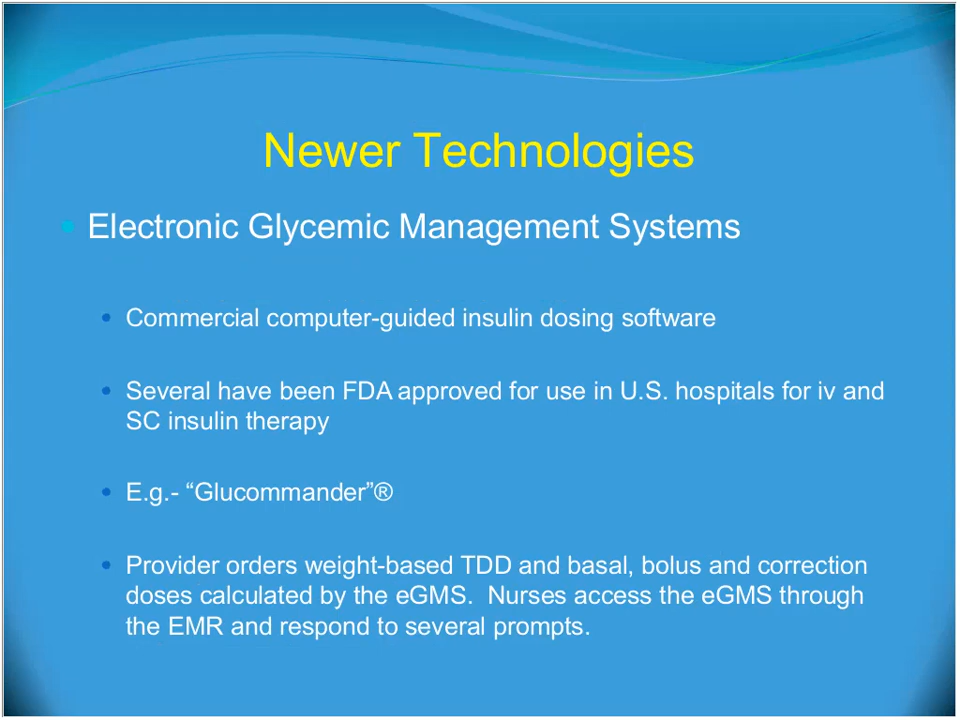 Newer Technologies
Electronic Glycemic Management Systems
Commercial computer-guided insulin dosing software
Several have been FDA approved for use in U.S. hospitals for iv and
SC insulin therapy
E.g.- “Glucommander”®
Provider orders weight-based TDD and basal, bolus and correction
doses calculated by the eGMS.  Nurses access the eGMS through
the EMR and respond to several prompts.